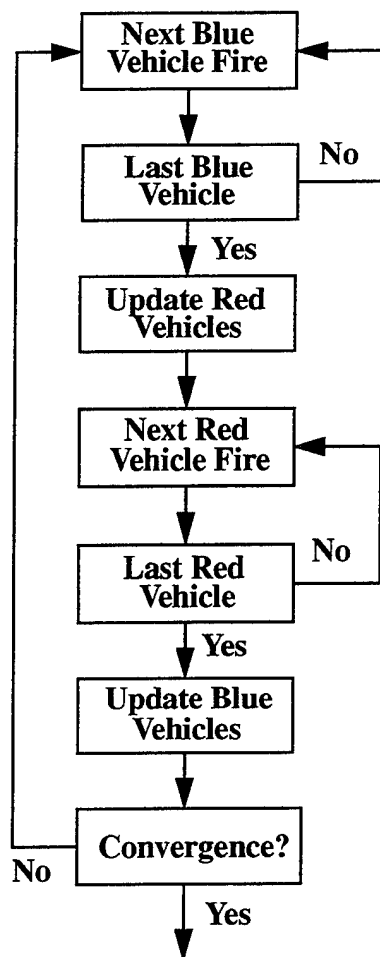 Next Blue
Vehicle Fire
Last Blue
Vehicle
No
Yes
Update Red
Vehicles
Next Red
Vehicle Fire
Last Red
Vehicle
No
Yes
Update Blue
Vehicles
Convergence?
No
Yes